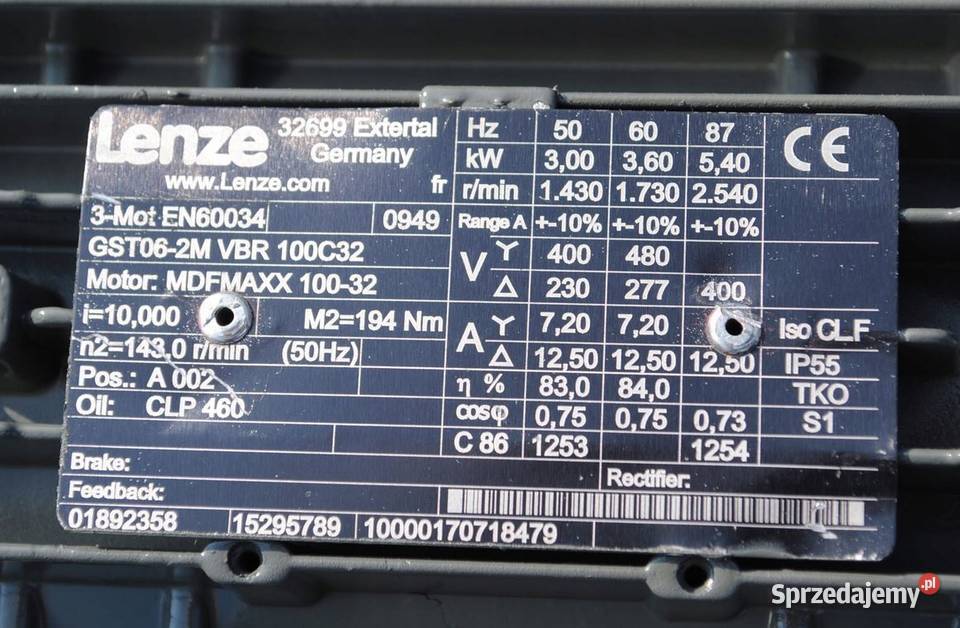 Lenze 32699 Extertal Germany
www.Lenze.com fr
3-Mot EN60034 0949
GST06-2M VBR 100C32
Motor: MDFMAXX 100-32
i=10,000 M2=194 Nm
n2=143,0 r/min (50Hz)
Pos.: A 002
Oil: CLP 460
Brake:
Feedback:
Hz 50 60 87
kW 3,00 3,60 5,40
r/min 1.430 1.730 2.540
Range A +-10% +-10% +-10%
V Y 400 480
Δ 230 277 400
A Y 7,20 7,20
Δ 12,50 12,50 12,50
η % 83,0 84,0
cosφ 0,75 0,75 0,73
C 86 1253 1254
CE
Iso CLF
IP55
TKO
S1
Rectifier:
01892358 15295789 10000170718479
Sprzedajemy.pl